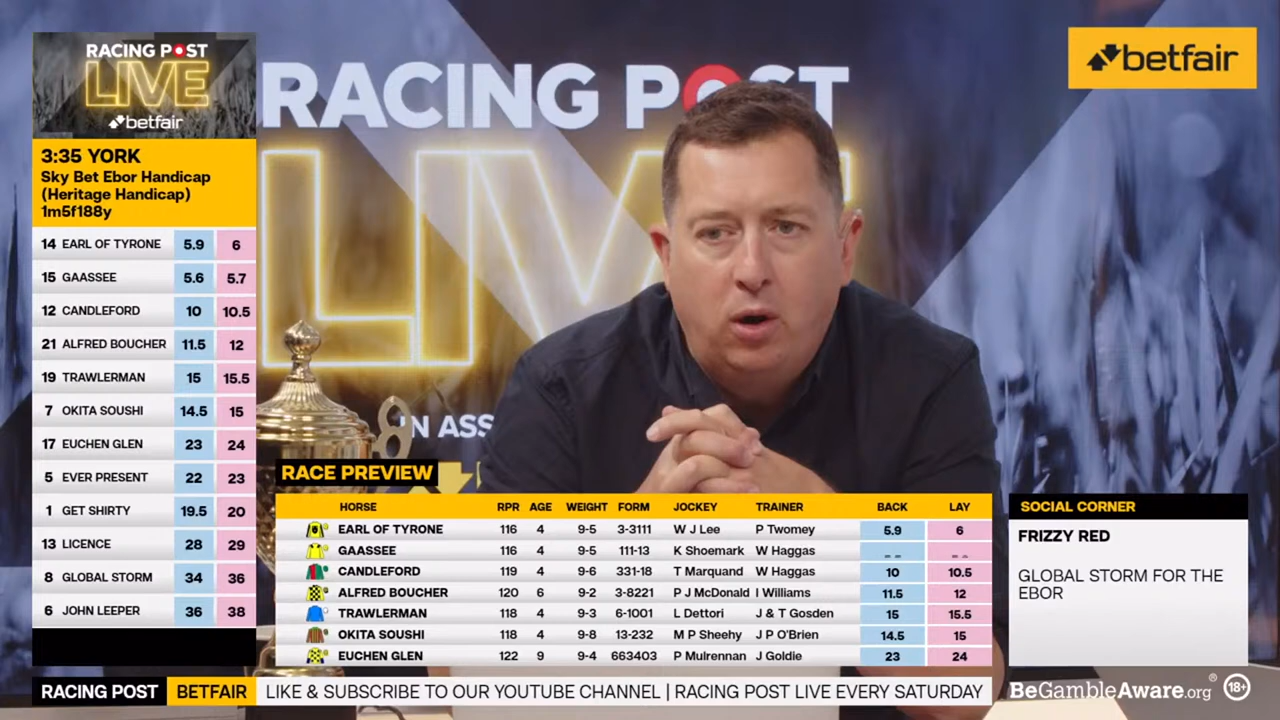 RACING POST
LIVE
betfair
3:35 YORK
Sky Bet Ebor Handicap
(Heritage Handicap)
1m5f188y
14 EARL OF TYRONE 5.9 6
15 GAASSEE 5.6 5.7
12 CANDLEFORD 10 10.5
21 ALFRED BOUCHER 11.5 12
19 TRAWLERMAN 15 15.5
7 OKITA SOUSHI 14.5 15
17 EUCHEN GLEN 23 24
5 EVER PRESENT 22 23
1 GET SHIRTY 19.5 20
13 LICENCE 28 29
8 GLOBAL STORM 34 36
6 JOHN LEEPER 36 38
RACING POST
LIVE
IN ASS
betfair
RACE PREVIEW
HORSE RPR AGE WEIGHT FORM JOCKEY TRAINER BACK LAY
EARL OF TYRONE 116 4 9-5 3-3111 W J Lee P Twomey 5.9 6
GAASSEE 116 4 9-5 111-13 K Shoemark W Haggas -- --
CANDLEFORD 119 4 9-6 331-18 T Marquand W Haggas 10 10.5
ALFRED BOUCHER 120 6 9-2 3-8221 P J McDonald I Williams 11.5 12
TRAWLERMAN 118 4 9-3 6-1001 L Dettori J & T Gosden 15 15.5
OKITA SOUSHI 118 4 9-8 13-232 M P Sheehy J P O'Brien 14.5 15
EUCHEN GLEN 122 9 9-4 663403 P Mulrennan J Goldie 23 24
SOCIAL CORNER
FRIZZY RED
GLOBAL STORM FOR THE
EBOR
RACING POST BETFAIR LIKE & SUBSCRIBE TO OUR YOUTUBE CHANNEL | RACING POST LIVE EVERY SATURDAY
BeGambleAware.org® 18+